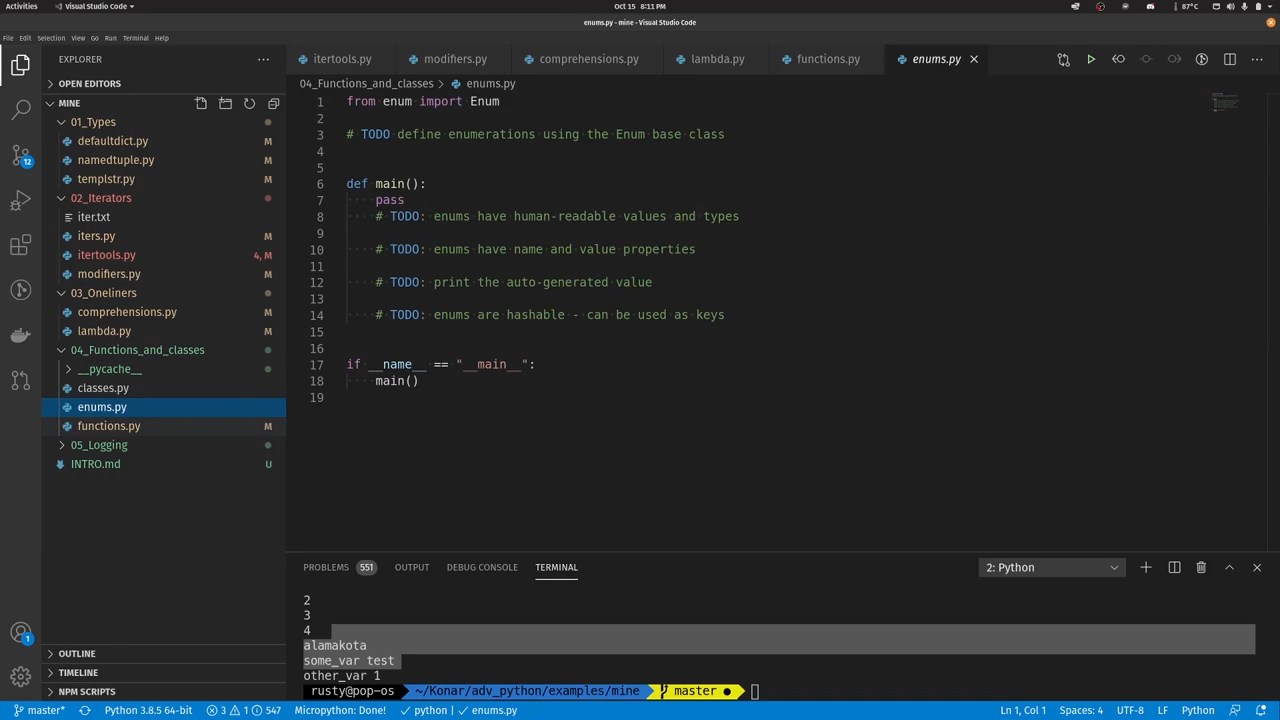 Activities
Visual Studio Code
Oct 15 8:11 PM
87°C
enums.py - mine - Visual Studio Code
File Edit Selection View Go Run Terminal Help
EXPLORER
OPEN EDITORS
MINE
01_Types
defaultdict.py M
namedtuple.py M
templstr.py M
02_Iterators
iter.txt
iters.py M
itertools.py 4, M
modifiers.py M
03_Oneliners
comprehensions.py M
lambda.py M
04_Functions_and_classes
__pycache__
classes.py
enums.py
functions.py M
05_Logging
INTRO.md U
OUTLINE
TIMELINE
NPM SCRIPTS
12
1
itertools.py modifiers.py comprehensions.py lambda.py functions.py enums.py
04_Functions_and_classes > enums.py
1 from enum import Enum
2
3 # TODO define enumerations using the Enum base class
4
5
6 def main():
7 pass
8 # TODO: enums have human-readable values and types
9
10 # TODO: enums have name and value properties
11
12 # TODO: print the auto-generated value
13
14 # TODO: enums are hashable - can be used as keys
15
16
17 if __name__ == "__main__":
18 main()
19
PROBLEMS 551 OUTPUT DEBUG CONSOLE TERMINAL
2: Python
2
3
4
alamakota
some_var test
other_var 1
rusty@pop-os ~/Konar/adv_python/examples/mine master ●
master* Python 3.8.5 64-bit 3 1 547 Micropython: Done! python | enums.py Ln 1, Col 1 Spaces: 4 UTF-8 LF Python